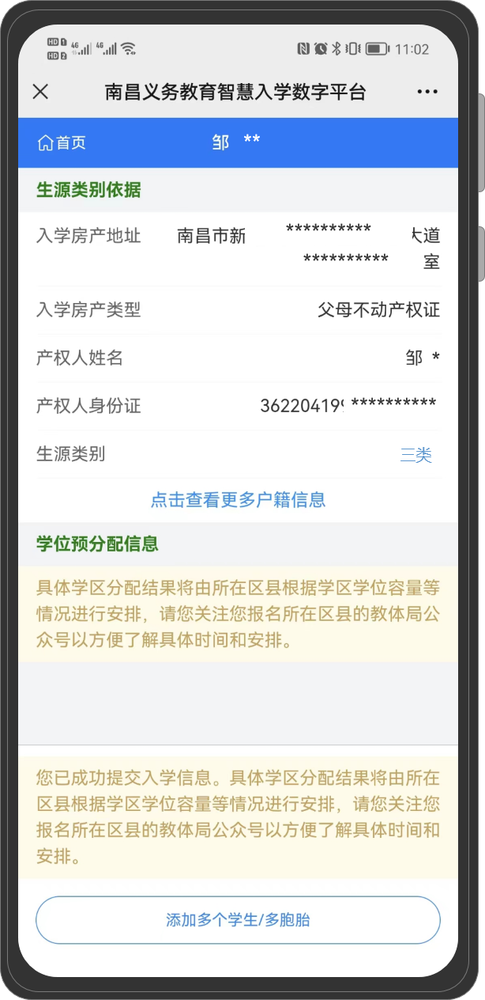 HD 1 4G 4G 11:02
HD 2
南昌义务教育智慧入学数字平台
首页 邹 **
生源类别依据
入学房产地址 南昌市新 ********** 大道
********** 室
入学房产类型 父母不动产权证
产权人姓名 邹 *
产权人身份证 362204199 **********
生源类别 三类
点击查看更多户籍信息
学位预分配信息
具体学区分配结果将由所在区县根据学区学位容量等
情况进行安排，请您关注您报名所在区县的教体局公
众号以方便了解具体时间和安排。
您已成功提交入学信息。具体学区分配结果将由所在
区县根据学区学位容量等情况进行安排，请您关注您
报名所在区县的教体局公众号以方便了解具体时间和
安排。
添加多个学生/多胞胎